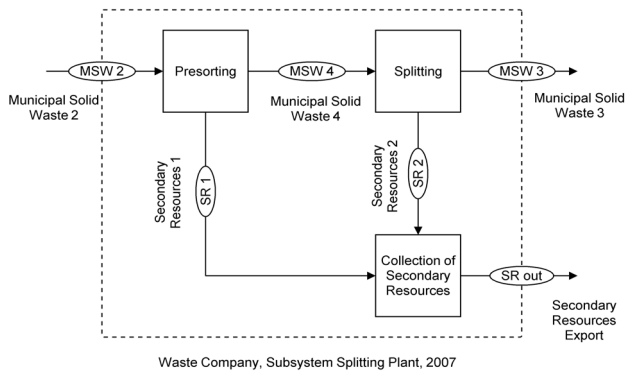 MSW 2
Presorting
MSW 4
Splitting
MSW 3
Municipal Solid
Waste 2
Municipal Solid
Waste 4
Municipal Solid
Waste 3
Secondary
Resources 1
SR 1
Secondary
Resources 2
SR 2
Collection of
Secondary
Resources
SR out
Secondary
Resources
Export
Waste Company, Subsystem Splitting Plant, 2007